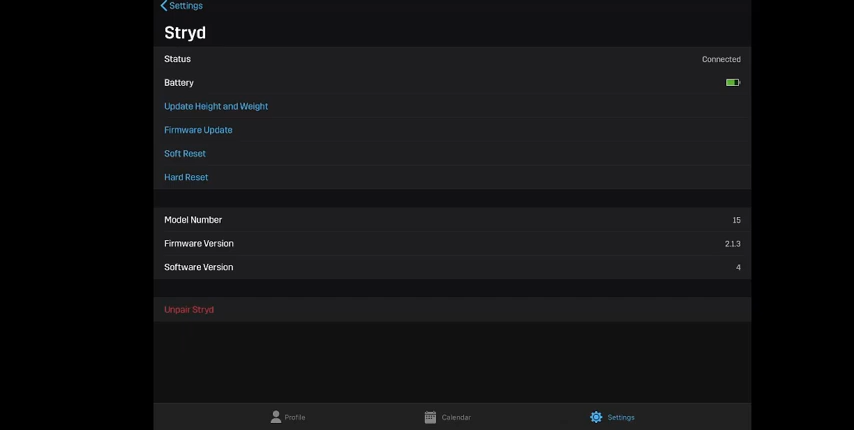 Settings
Stryd
Status Connected
Battery
Update Height and Weight
Firmware Update
Soft Reset
Hard Reset
Model Number 15
Firmware Version 2.1.3
Software Version 4
Unpair Stryd
Profile Calendar Settings